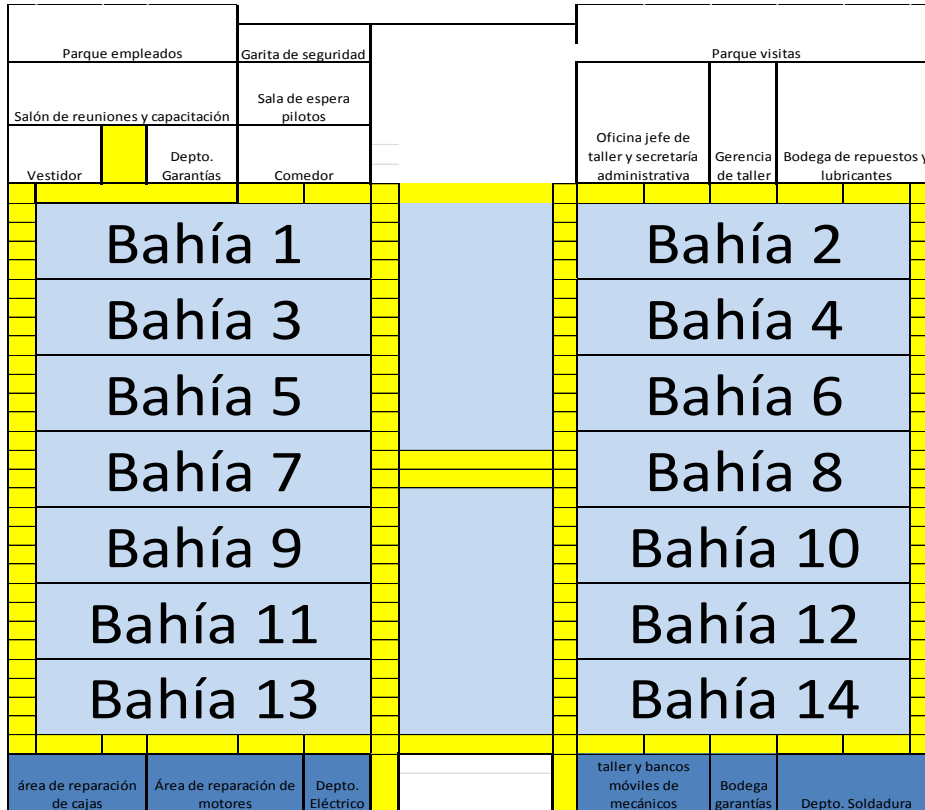 Parque empleados
Garita de seguridad
Parque visitas
Salón de reuniones y capacitación
Sala de espera
pilotos
Vestidor
Depto.
Garantías
Comedor
Oficina jefe de
taller y secretaría
administrativa
Gerencia
de taller
Bodega de repuestos y
lubricantes
Bahía 1
Bahía 2
Bahía 3
Bahía 4
Bahía 5
Bahía 6
Bahía 7
Bahía 8
Bahía 9
Bahía 10
Bahía 11
Bahía 12
Bahía 13
Bahía 14
área de reparación
de cajas
Área de reparación de
motores
Depto.
Eléctrico
taller y bancos
móviles de
mecánicos
Bodega
garantías
Depto. Soldadura